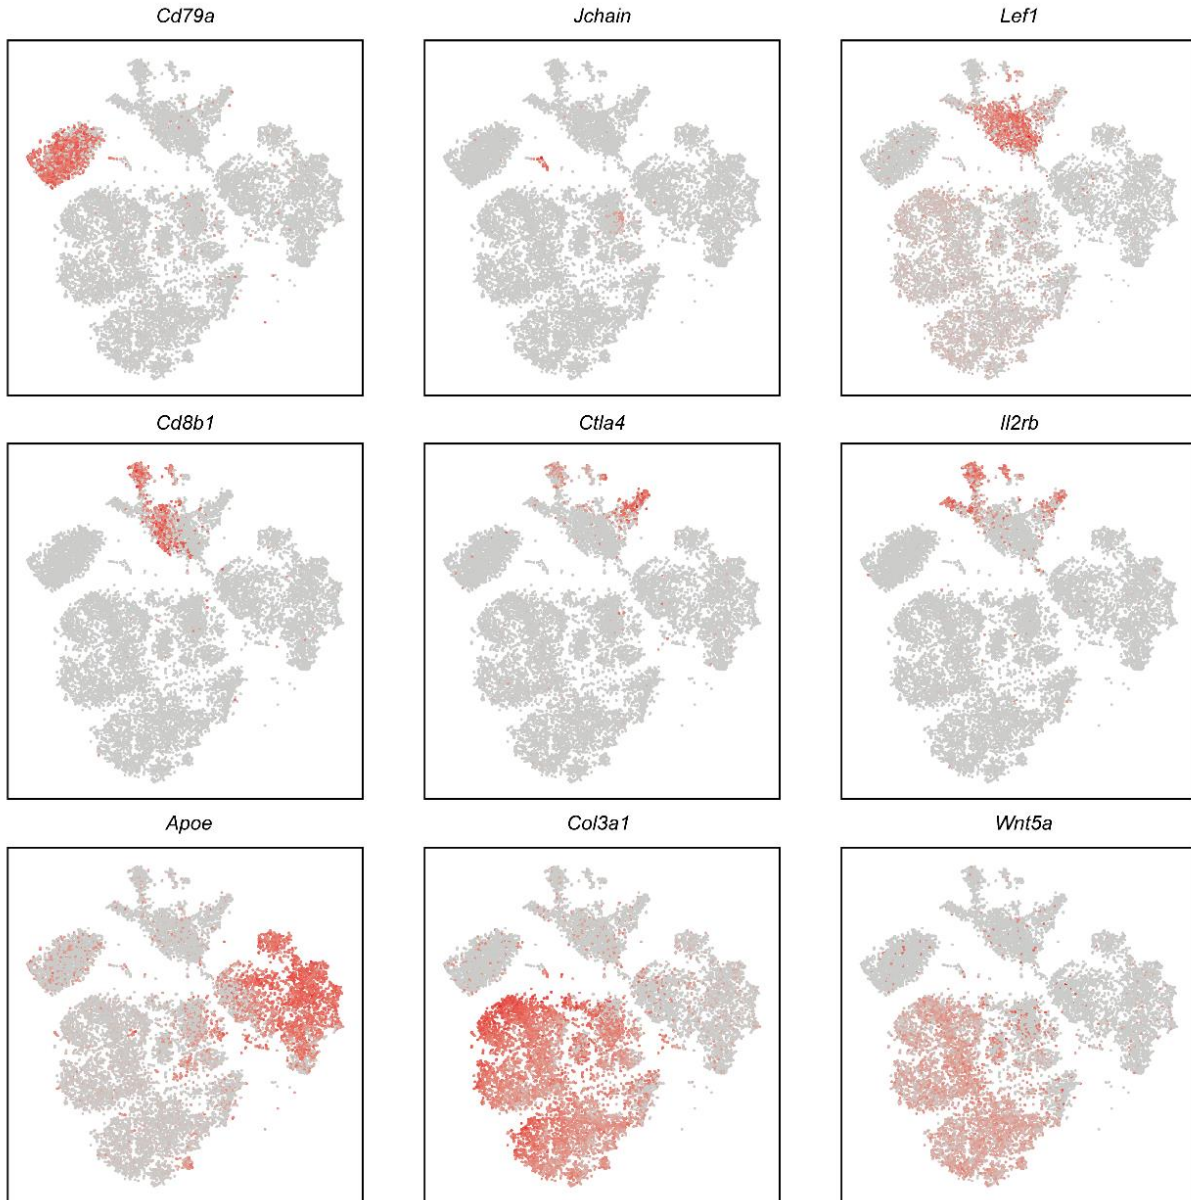 Cd79a
Jchain
Lef1
Cd8b1
Ctla4
Il2rb
Apoe
Col3a1
Wnt5a